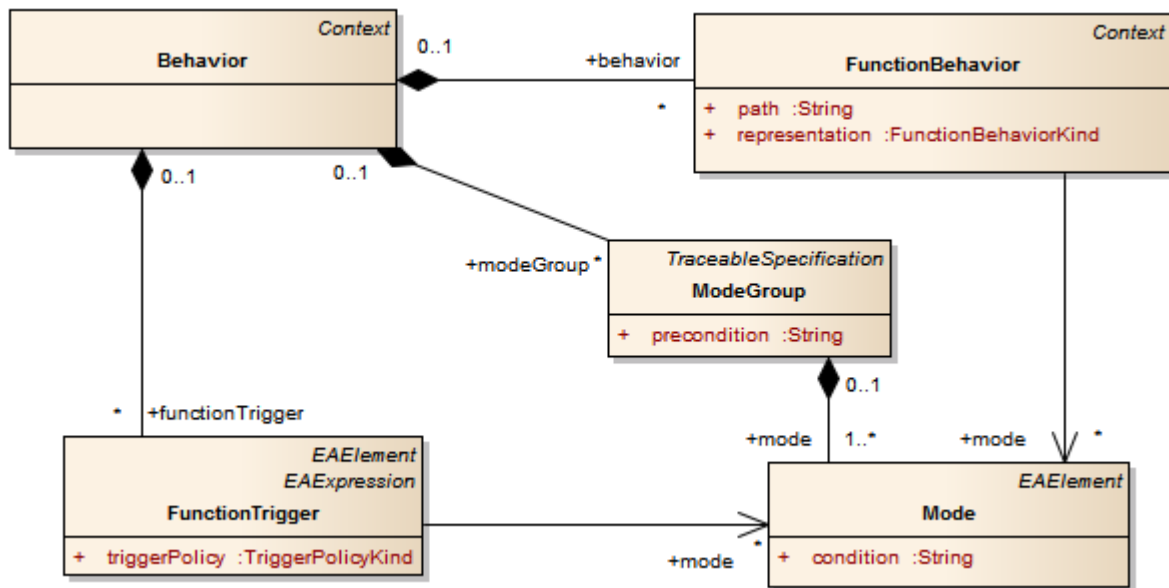 Context
Behavior
0..1
+behavior
*
Context
FunctionBehavior
+ path :String
+ representation :FunctionBehaviorKind
0..1
0..1
+modeGroup *
TraceableSpecification
ModeGroup
+ precondition :String
0..1
* +functionTrigger
+mode 1..*
+mode *
EAElement
EAExpression
FunctionTrigger
+ triggerPolicy :TriggerPolicyKind
+mode *
EAElement
Mode
+ condition :String